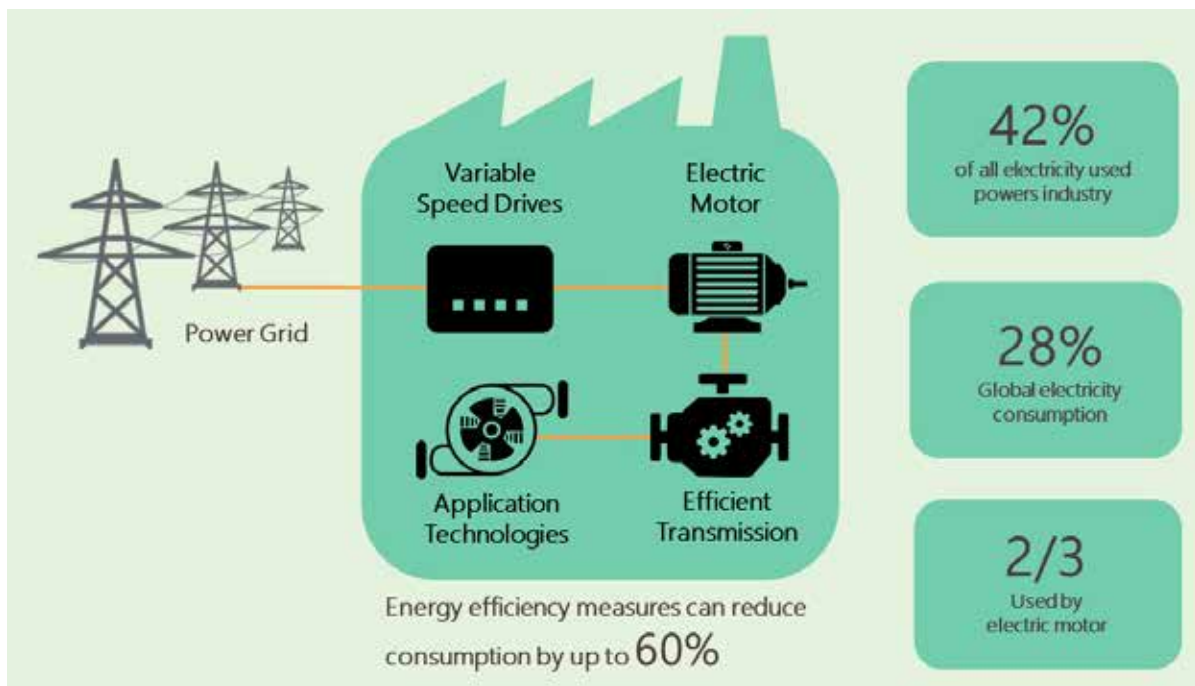 Variable
Speed Drives
Electric
Motor
Power Grid
Application
Technologies
Efficient
Transmission
Energy efficiency measures can reduce
consumption by up to 60%
42%
of all electricity used
powers industry
28%
Global electricity
consumption
2/3
Used by
electric motor